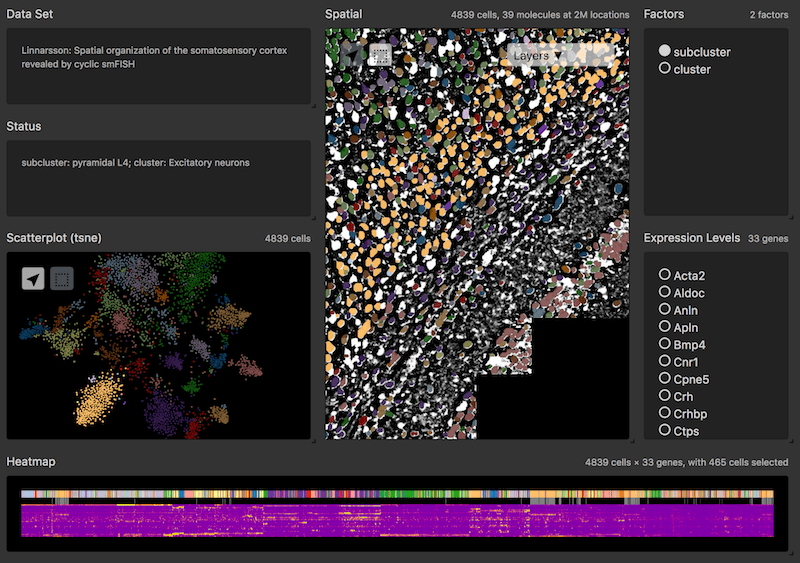 Data Set
Linnarsson: Spatial organization of the somatosensory cortex
revealed by cyclic smFISH
Status
subcluster: pyramidal L4; cluster: Excitatory neurons
Scatterplot (tsne) 4839 cells
Spatial 4839 cells, 39 molecules at 2M locations
Layers ▼
Factors 2 factors
subcluster
cluster
Expression Levels 33 genes
Acta2
Aldoc
Anln
Apln
Bmp4
Cnr1
Cpne5
Crh
Crhbp
Ctps
Heatmap 4839 cells × 33 genes, with 465 cells selected